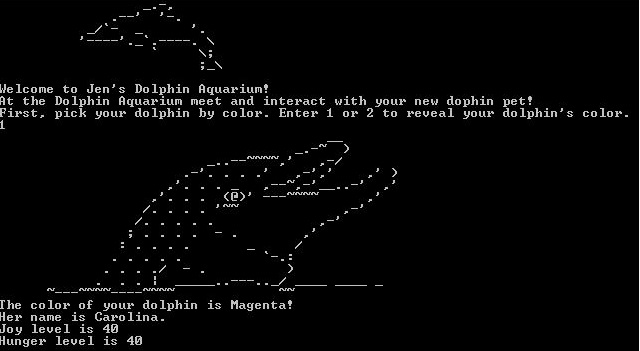 Welcome to Jen's Dolphin Aquarium!
At the Dolphin Aquarium meet and interact with your new dophin pet!
First, pick your dolphin by color. Enter 1 or 2 to reveal your dolphin's color.
1
The color of your dolphin is Magenta!
Her name is Carolina.
Joy level is 40
Hunger level is 40